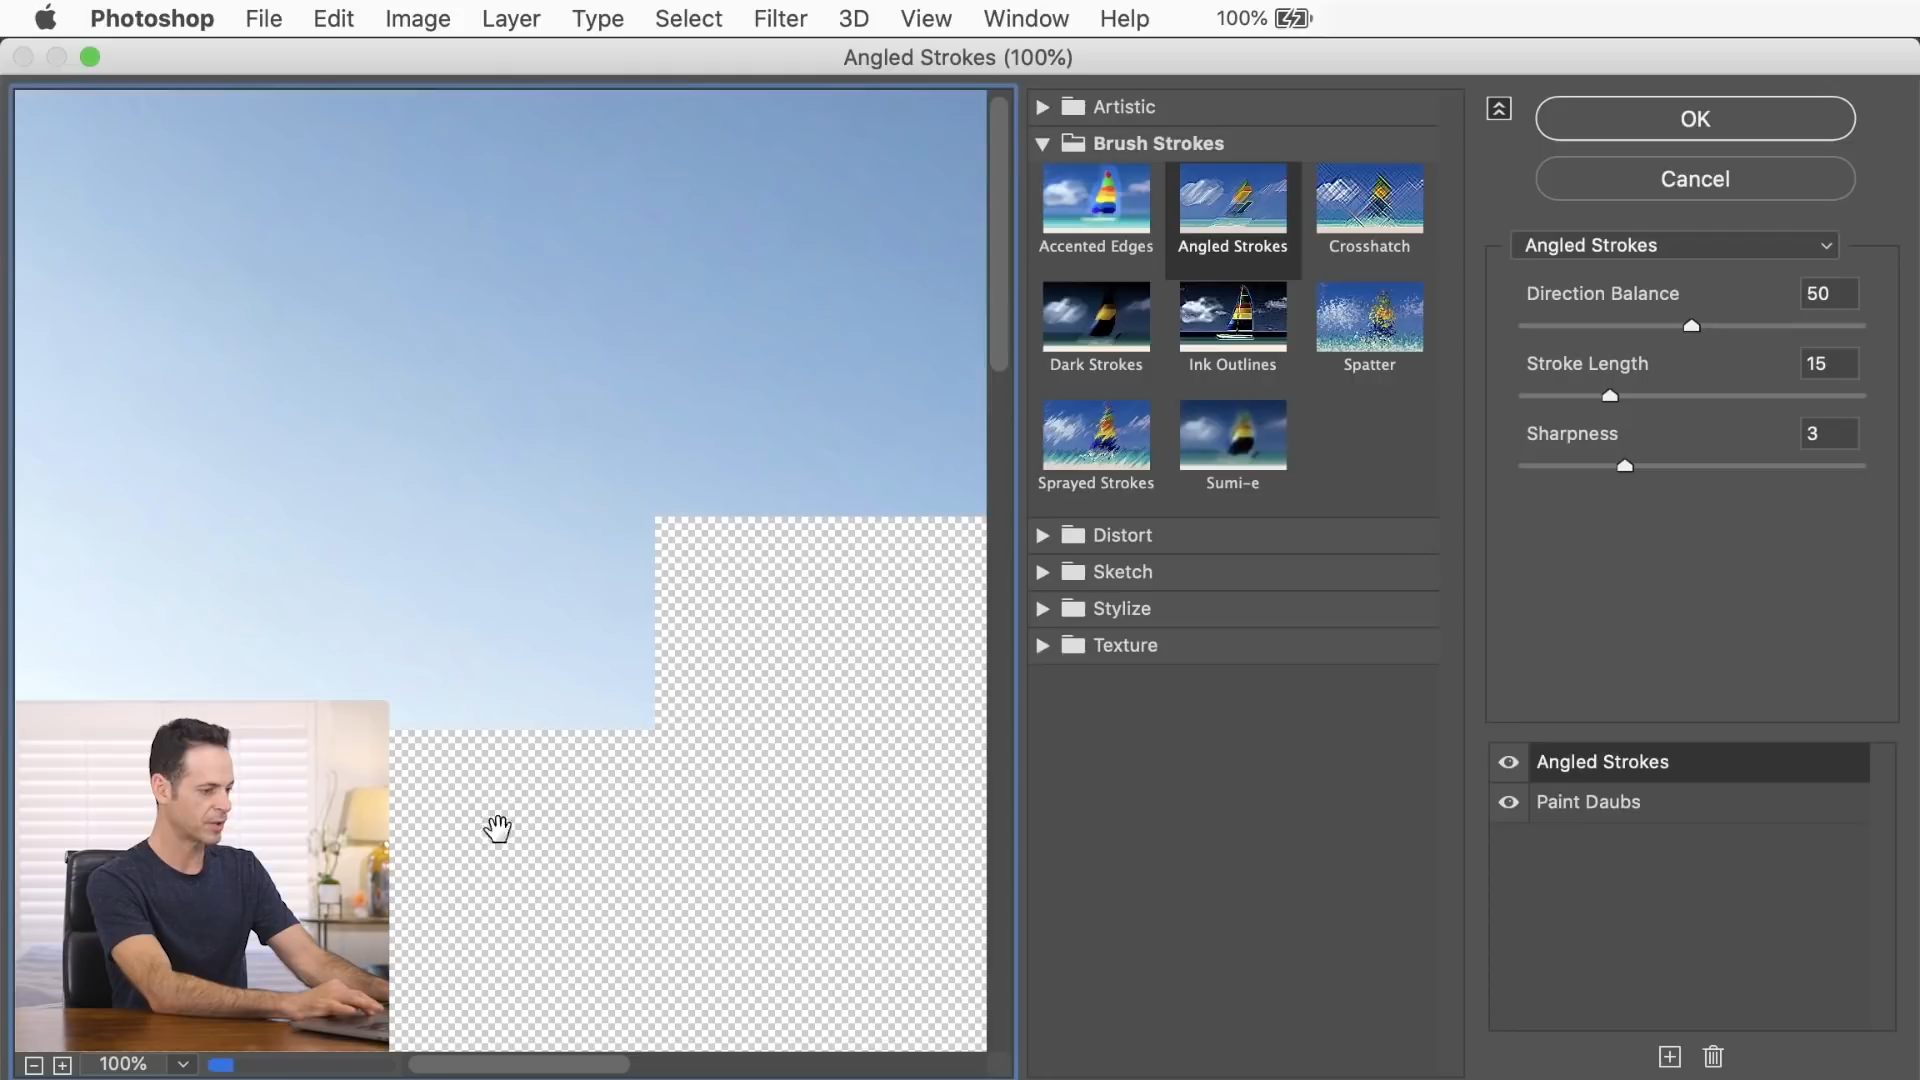 Photoshop File Edit Image Layer Type Select Filter 3D View Window Help 100%
Angled Strokes (100%)
Artistic
Brush Strokes
Accented Edges Angled Strokes Crosshatch
Dark Strokes Ink Outlines Spatter
Sprayed Strokes Sumi-e
Distort
Sketch
Stylize
Texture
OK
Cancel
Angled Strokes
Direction Balance 50
Stroke Length 15
Sharpness 3
Angled Strokes
Paint Daubs
100%